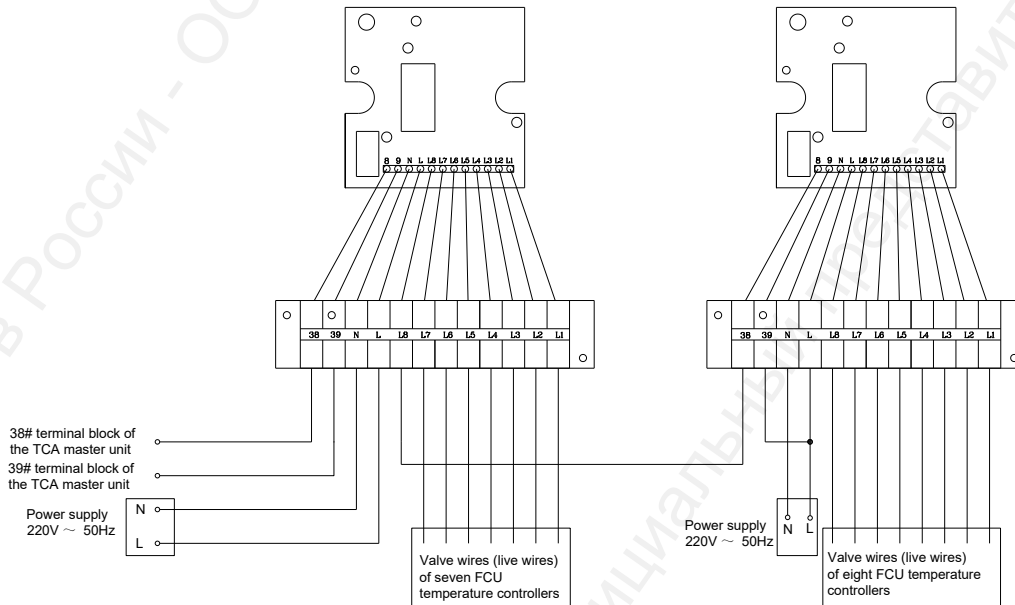 8 9 N L L8 L7 L6 L5 L4 L3 L2 L1
8 9 N L L8 L7 L6 L5 L4 L3 L2 L1
38 39 N L L8 L7 L6 L5 L4 L3 L2 L1
38 39 N L L8 L7 L6 L5 L4 L3 L2 L1
38# terminal block of
the TCA master unit
39# terminal block of
the TCA master unit
Power supply
220V ~ 50Hz
N
L
Valve wires (live wires)
of seven FCU
temperature controllers
Power supply
220V ~ 50Hz
N L
Valve wires (live wires)
of eight FCU temperature
controllers
в России - ОС
официальный представит